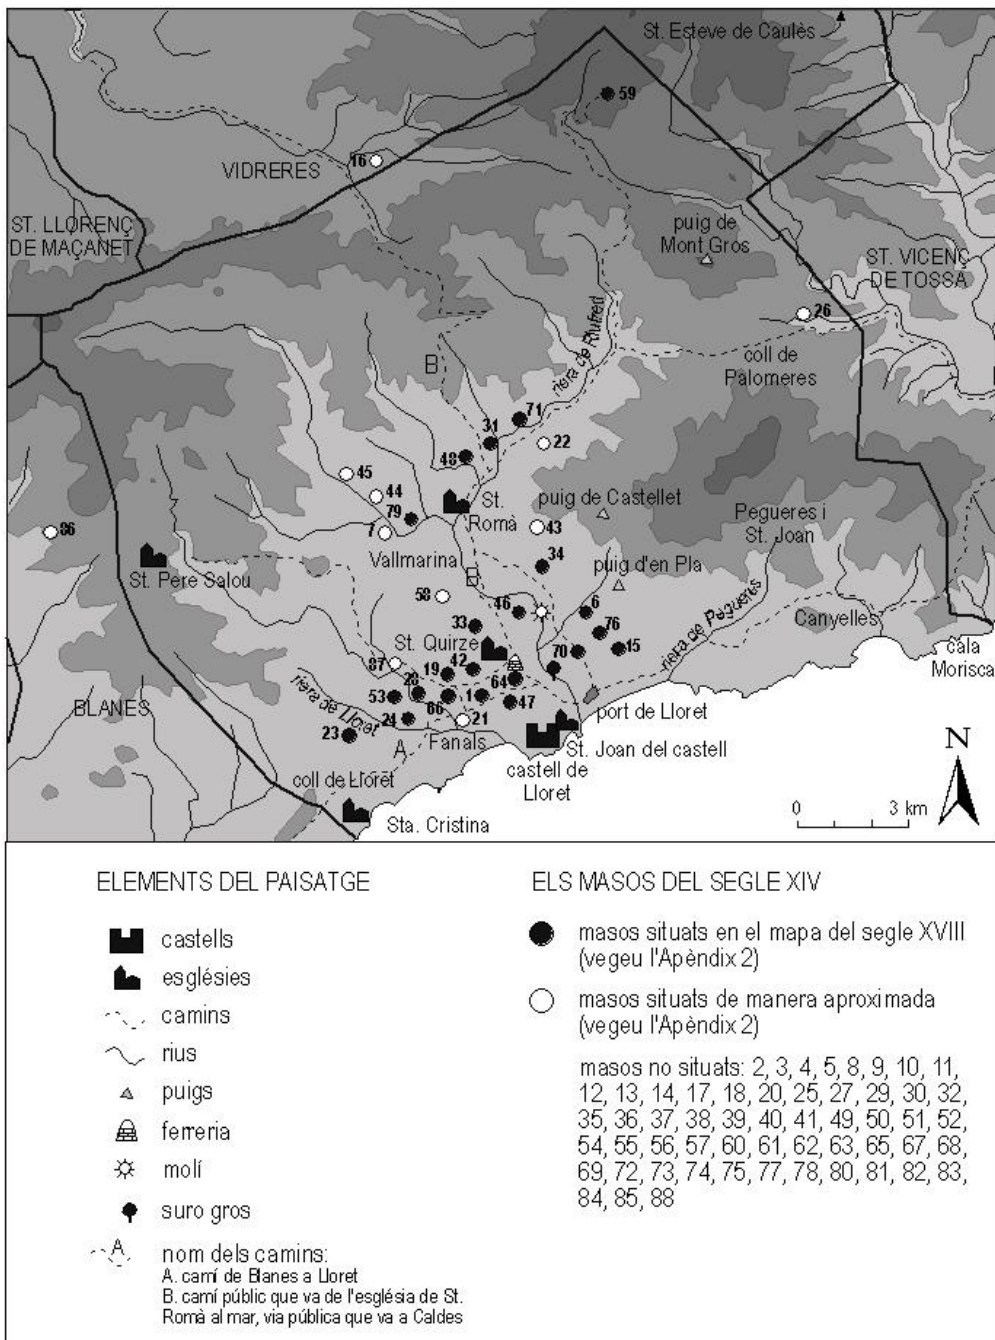 St. Esteve de Caulès
59
16
VIDRERES
ST. LLORENÇ
DE MAÇANET
puig de
Mont Gros
ST. VICENÇ
DE TOSSA
26
riera de Riufred
coll de
Palomeres
B
71
31
22
48
45
44
St.
Romà
puig de Castellet
Pegueres i
St. Joan
79
7
43
86
Vallmarina
34
St. Pere Salou
B
puig d'en Pla
58
46
6
riera de Pegueres
Canyelles
33
76
St. Quirze
70
15
cala
Morisca
87
42
19
28
64
riera de Lloret
53
66
1
47
BLANES
24
21
port de Lloret
23
A
Fanals
St. Joan del castell
N
coll de Lloret
castell de
Lloret
0 3 km
Sta. Cristina
ELEMENTS DEL PAISATGE
castells
esglésies
camins
rius
puigs
ferreria
molí
suro gros
A
nom dels camins:
A. camí de Blanes a Lloret
B. camí públic que va de l'església de St.
Romà al mar, via pública que va a Caldes
ELS MASOS DEL SEGLE XIV
masos situats en el mapa del segle XVIII
(vegeu l'Apèndix 2)
masos situats de manera aproximada
(vegeu l'Apèndix 2)
masos no situats: 2, 3, 4, 5, 8, 9, 10, 11,
12, 13, 14, 17, 18, 20, 25, 27, 29, 30, 32,
35, 36, 37, 38, 39, 40, 41, 49, 50, 51, 52,
54, 55, 56, 57, 60, 61, 62, 63, 65, 67, 68,
69, 72, 73, 74, 75, 77, 78, 80, 81, 82, 83,
84, 85, 88